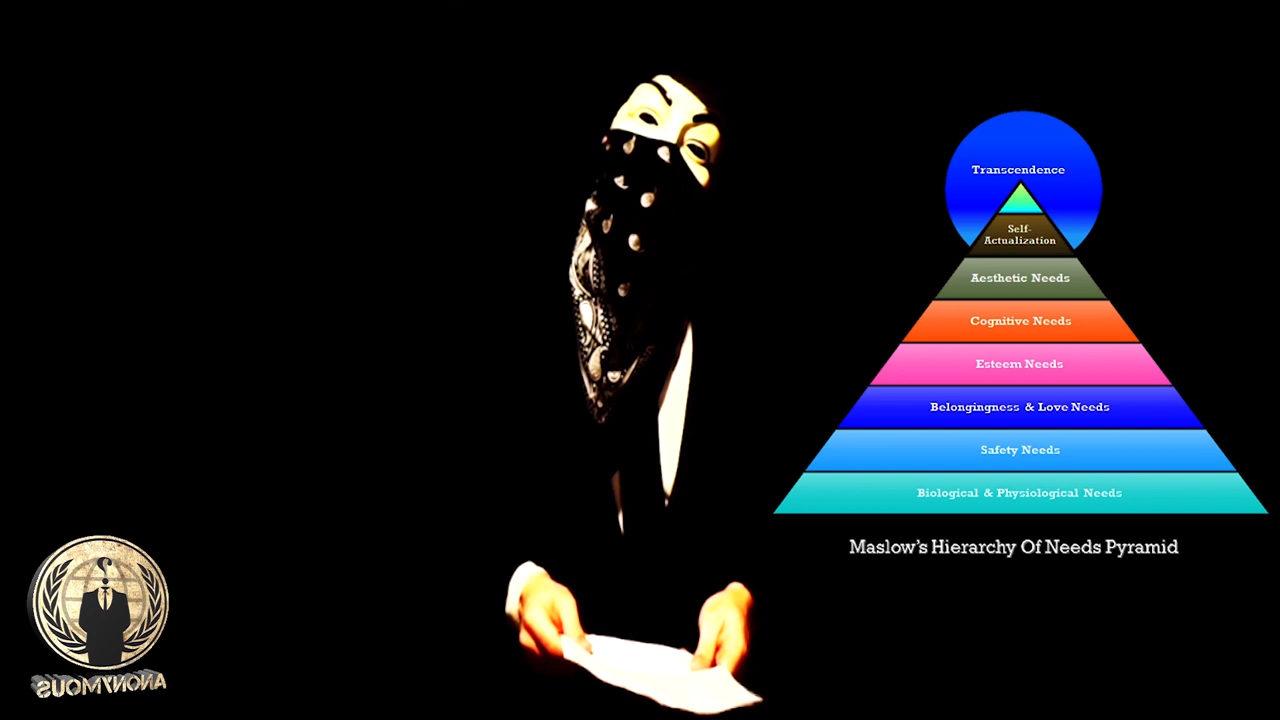 Transcendence
Self-
Actualization
Aesthetic Needs
Cognitive Needs
Esteem Needs
Belongingness & Love Needs
Safety Needs
Biological & Physiological Needs
Maslow's Hierarchy Of Needs Pyramid
ANONYMOUS